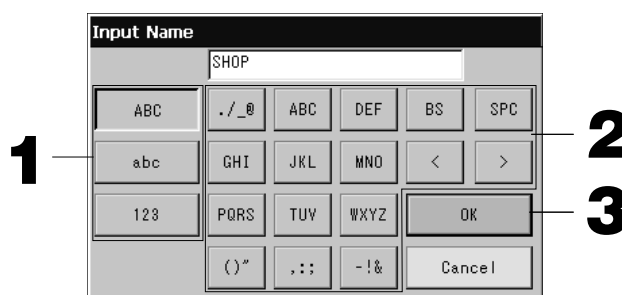 Input Name
SHOP
ABC ./_@ ABC DEF BS SPC
abc GHI JKL MNO < >
123 PQRS TUV WXYZ OK
()" ,:; -!& Cancel
1
2
3